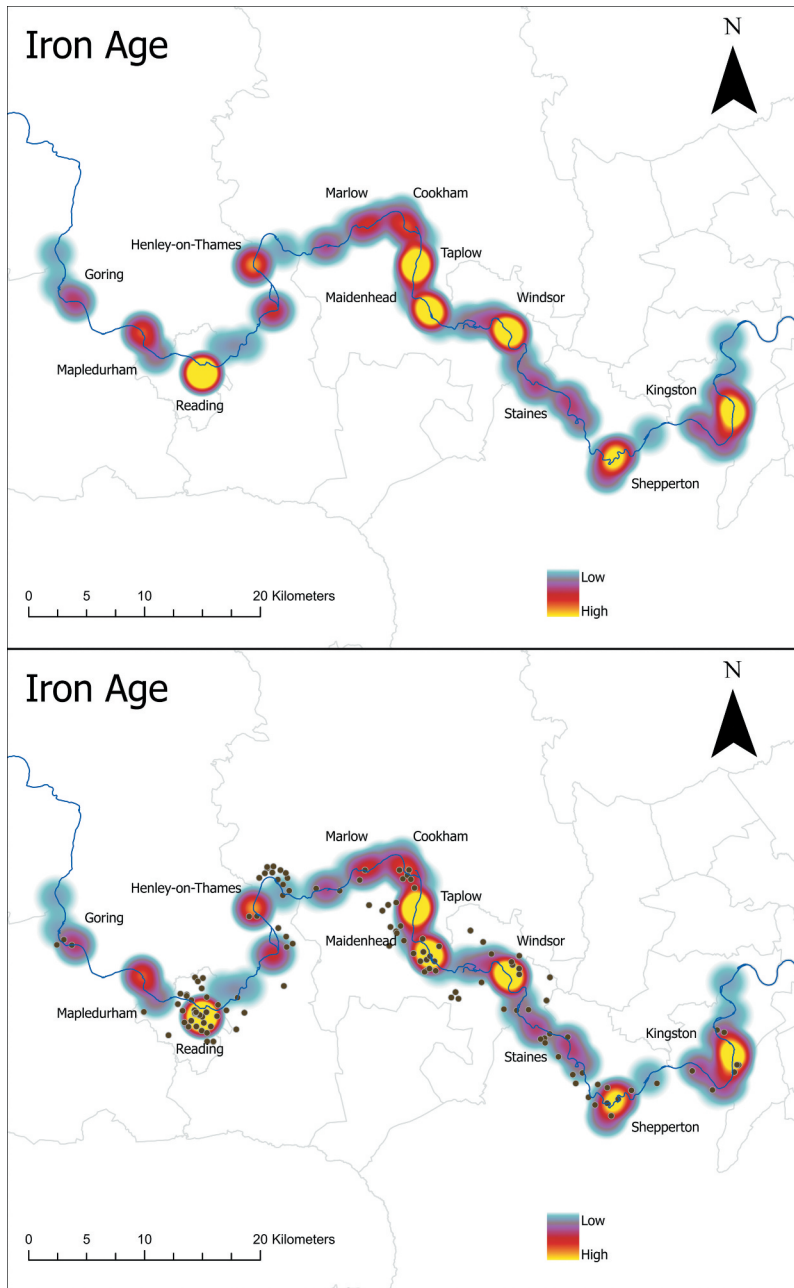 Iron Age
N
Marlow
Cookham
Henley-on-Thames
Taplow
Goring
Maidenhead
Windsor
Mapledurham
Kingston
Reading
Staines
Shepperton
Low
High
0 5 10 20 Kilometers
Iron Age
N
Marlow
Cookham
Henley-on-Thames
Taplow
Goring
Maidenhead
Windsor
Mapledurham
Kingston
Reading
Staines
Shepperton
Low
High
0 5 10 20 Kilometers